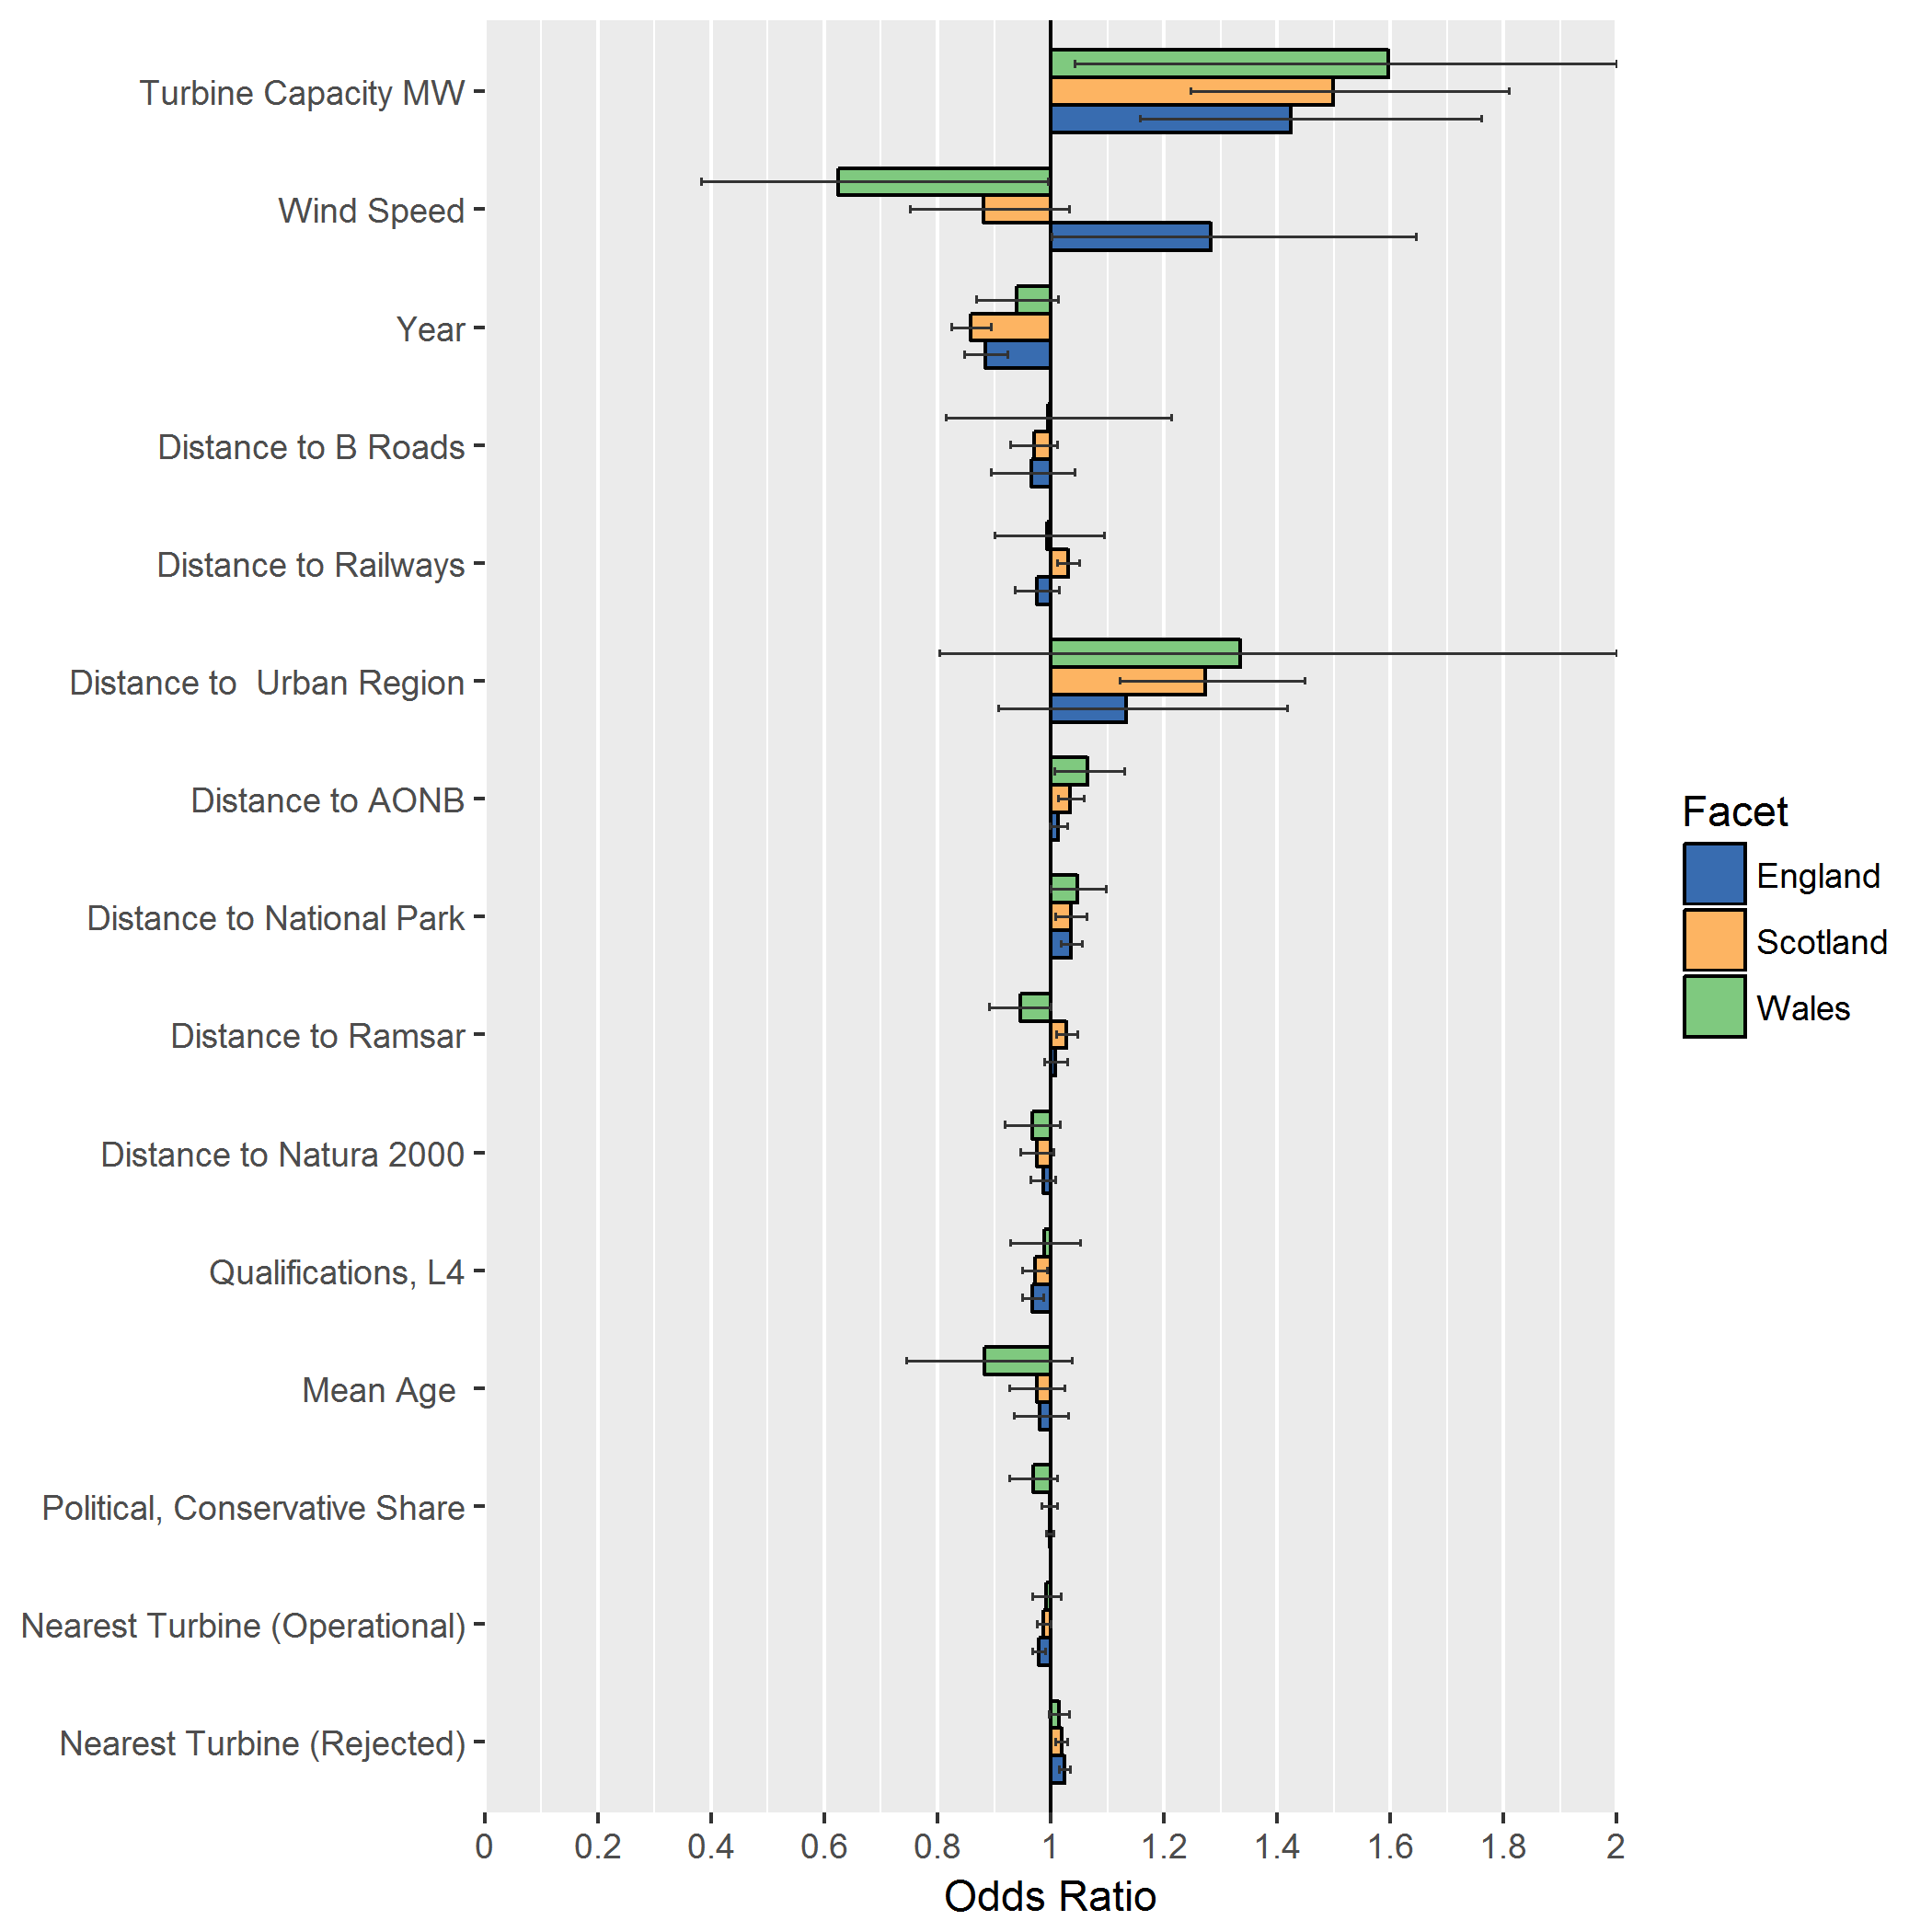 Turbine Capacity MW
Wind Speed
Year
Distance to B Roads
Distance to Railways
Distance to  Urban Region
Distance to AONB
Distance to National Park
Distance to Ramsar
Distance to Natura 2000
Qualifications, L4
Mean Age
Political, Conservative Share
Nearest Turbine (Operational)
Nearest Turbine (Rejected)
0 0.2 0.4 0.6 0.8 1 1.2 1.4 1.6 1.8 2
Odds Ratio
Facet
England
Scotland
Wales